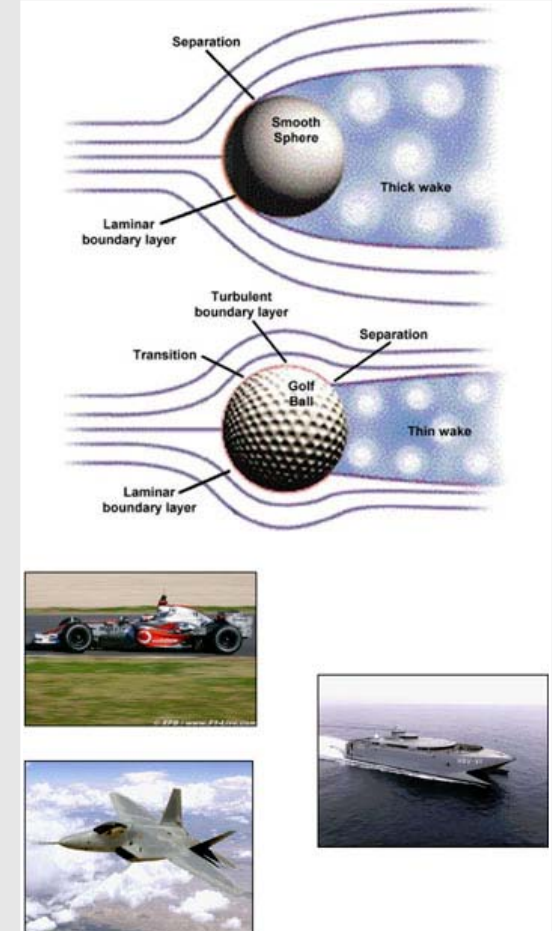 Separation
Smooth
Sphere
Thick wake
Laminar
boundary layer
Turbulent
boundary layer
Separation
Transition
Golf
Ball
Thin wake
Laminar
boundary layer
vodafone